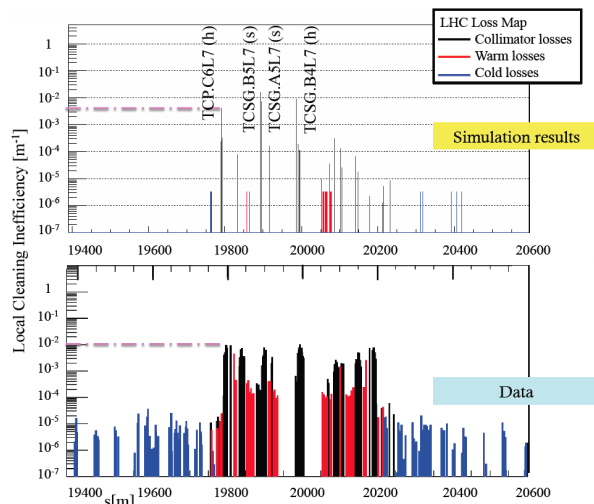 LHC Loss Map
Collimator losses
Warm losses
Cold losses
TCP.C6L7 (h)
TCSG.B5L7 (s)
TCSG.A5L7 (s)
TCSG.B4L7 (h)
Simulation results
Local Cleaning Inefficiency [m⁻¹]
1
10⁻¹
10⁻²
10⁻³
10⁻⁴
10⁻⁵
10⁻⁶
10⁻⁷
19400 19600 19800 20000 20200 20400 20600
Data
1
10⁻¹
10⁻²
10⁻³
10⁻⁴
10⁻⁵
10⁻⁶
10⁻⁷
19400 19600 19800 20000 20200 20400 20600
s[m]